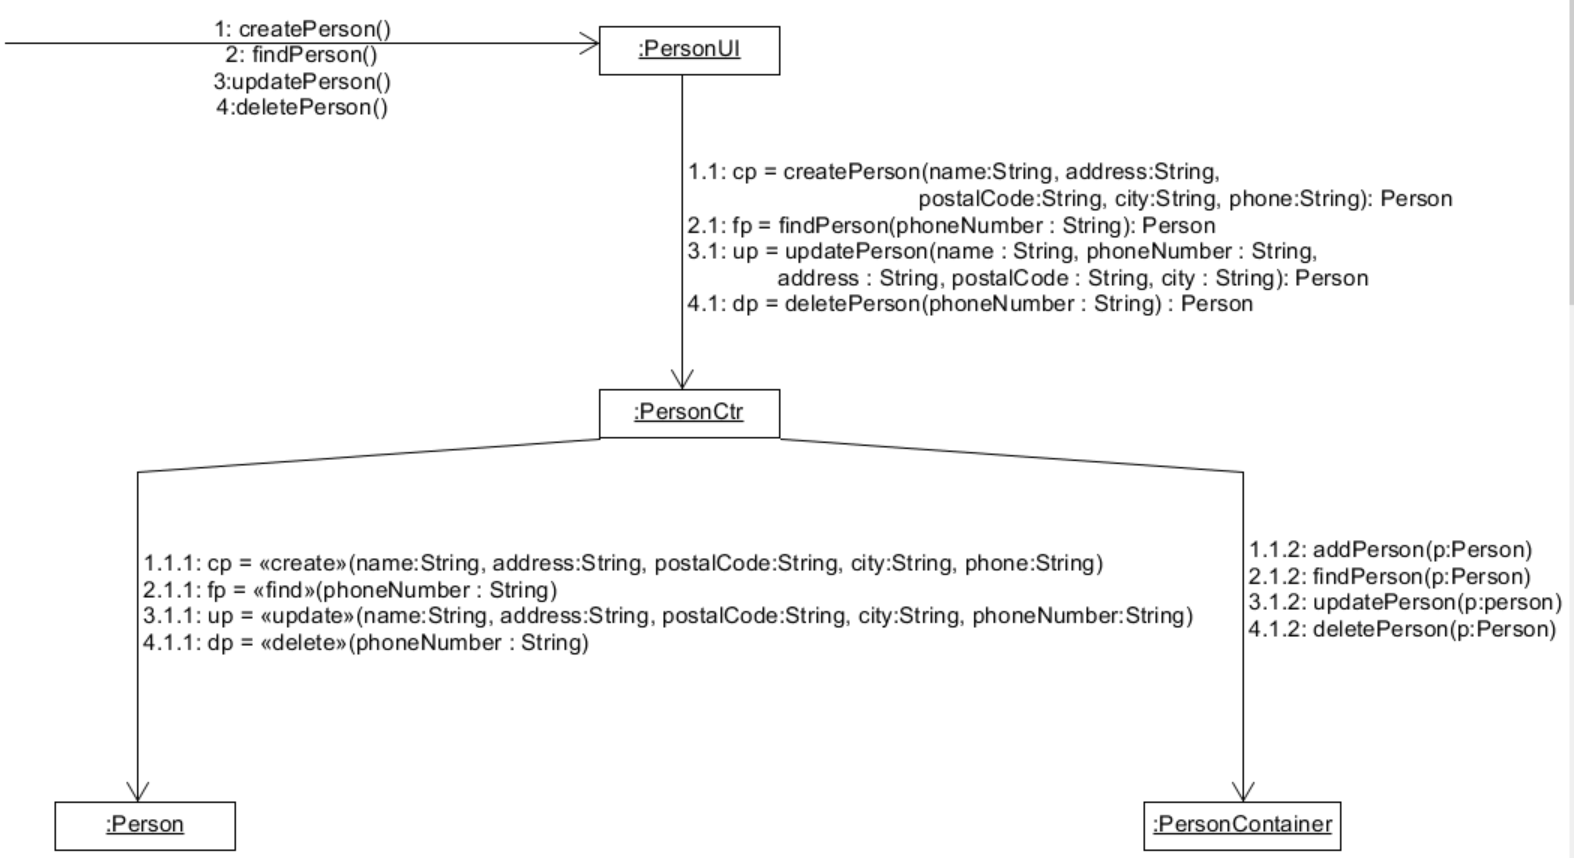 1: createPerson()
2: findPerson()
3:updatePerson()
4:deletePerson()
:PersonUI
1.1: cp = createPerson(name:String, address:String,
postalCode:String, city:String, phone:String): Person
2.1: fp = findPerson(phoneNumber : String): Person
3.1: up = updatePerson(name : String, phoneNumber : String,
address : String, postalCode : String, city : String): Person
4.1: dp = deletePerson(phoneNumber : String) : Person
:PersonCtr
1.1.1: cp = «create»(name:String, address:String, postalCode:String, city:String, phone:String)
2.1.1: fp = «find»(phoneNumber : String)
3.1.1: up = «update»(name:String, address:String, postalCode:String, city:String, phoneNumber:String)
4.1.1: dp = «delete»(phoneNumber : String)
1.1.2: addPerson(p:Person)
2.1.2: findPerson(p:Person)
3.1.2: updatePerson(p:person)
4.1.2: deletePerson(p:Person)
:Person
:PersonContainer